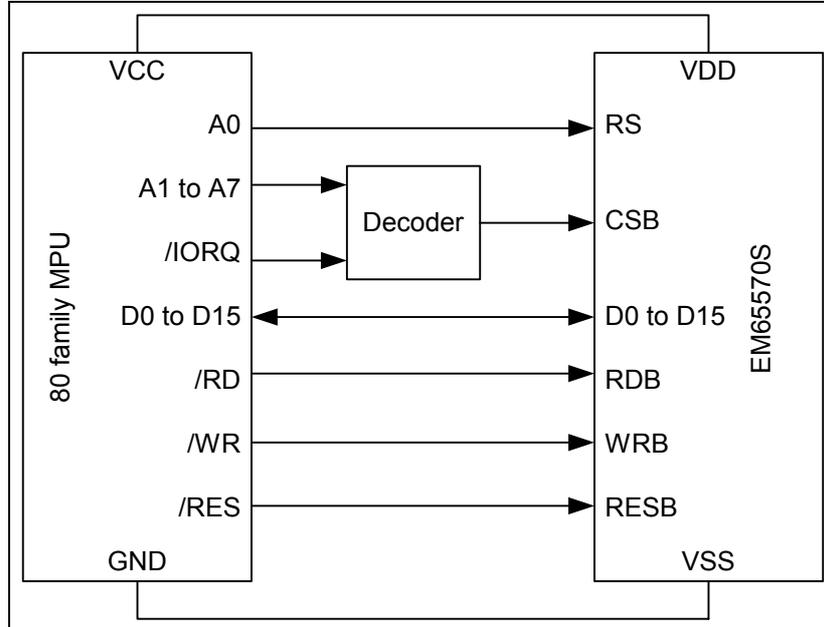 VCC
VDD
A0
RS
A1 to A7
Decoder
CSB
/IORQ
80 family MPU
D0 to D15
D0 to D15
EM65570S
/RD
RDB
/WR
WRB
/RES
RESB
GND
VSS